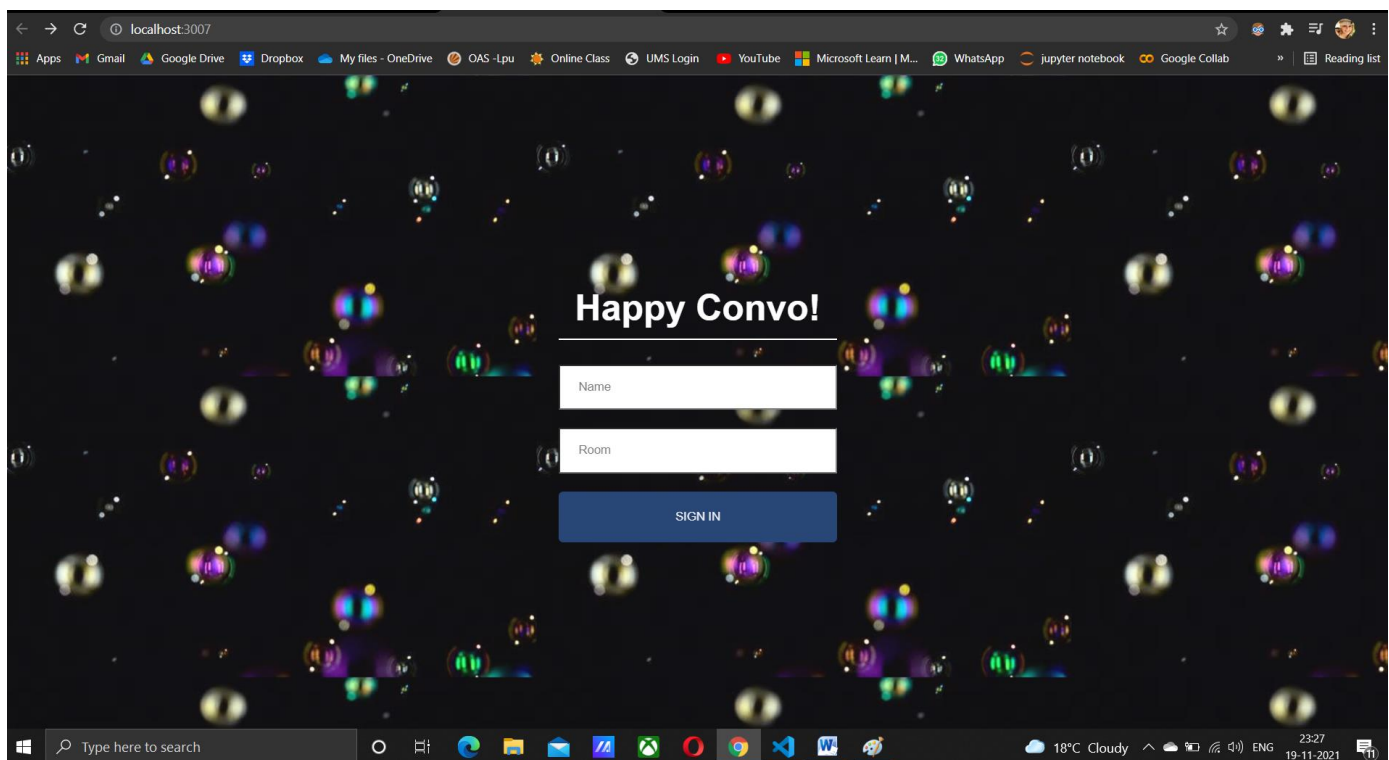 localhost:3007
Apps Gmail Google Drive Dropbox My files - OneDrive OAS -Lpu Online Class UMS Login YouTube Microsoft Learn | M... 32 WhatsApp jupyter notebook Google Collab » Reading list
Happy Convo!
Name
Room
SIGN IN
Type here to search 18°C Cloudy ENG 23:27
19-11-2021 11